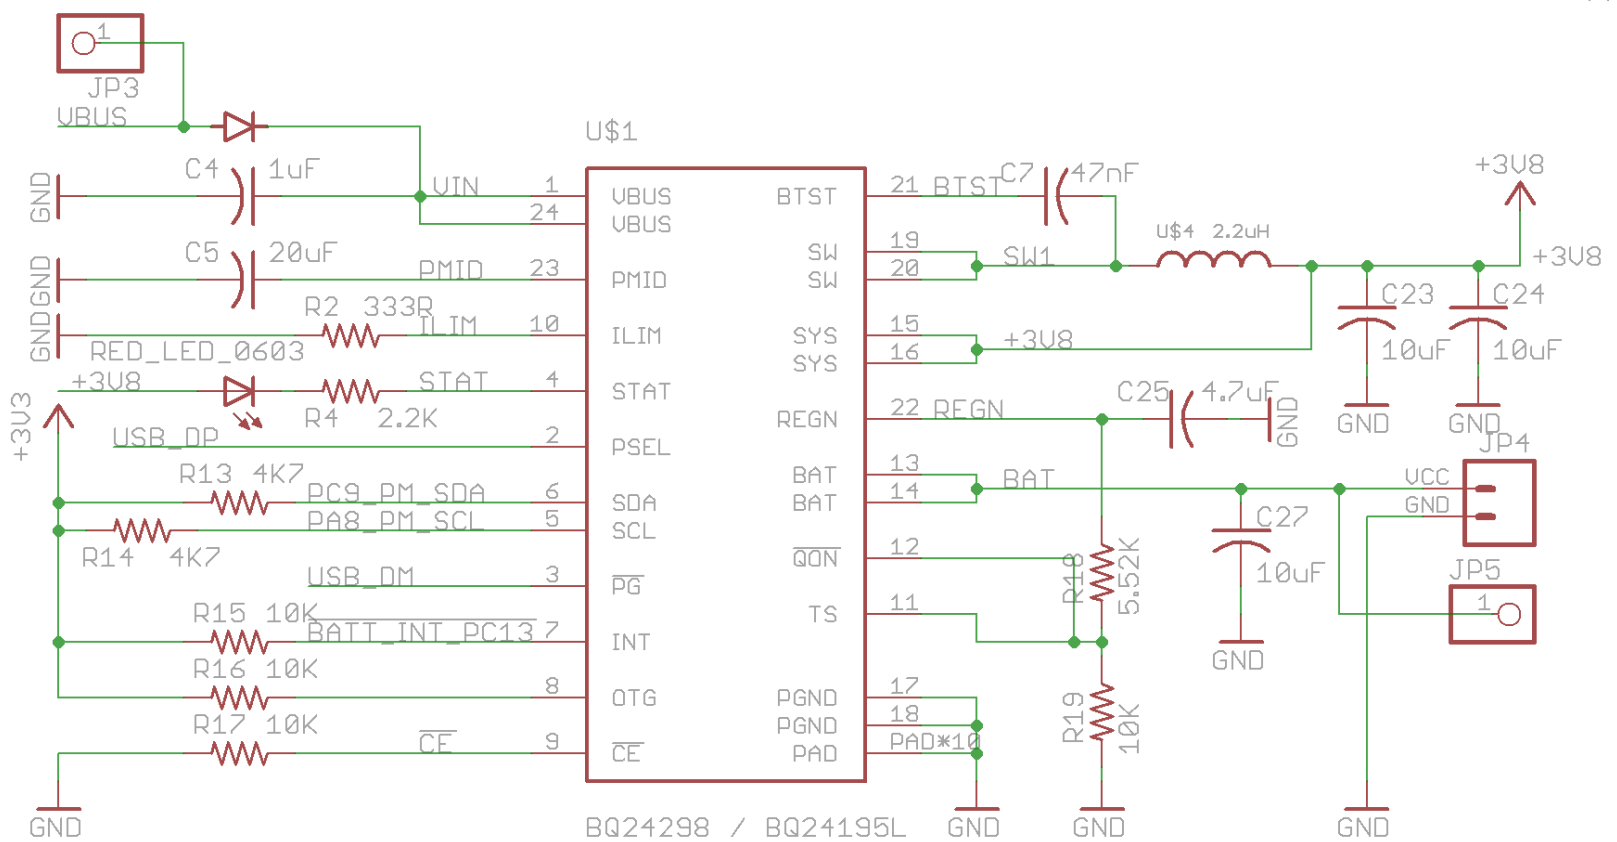 1
JP3
VBUS
C4 1uF
GND
VIN
C5 20uF
GND
PMID
R2 333R
GND
ILIM
RED_LED_0603
+3V8
STAT
R4 2.2K
+3V3
USB_DP
R13 4K7
PC9_PM_SDA
PA8_PM_SCL
R14 4K7
USB_DM
R15 10K
BATT_INT_PC13
R16 10K
R17 10K
CE
GND
U$1
1 VBUS
24 VBUS
23 PMID
10 ILIM
4 STAT
2 PSEL
6 SDA
5 SCL
3 PG
7 INT
8 OTG
9 CE
BTST 21
SW 19
SW 20
SYS 15
SYS 16
REGN 22
BAT 13
BAT 14
QON 12
TS 11
PGND 17
PGND 18
PAD PAD*10
BQ24298 / BQ24195L
GND
BTST
C7 47nF
SW1
U$4 2.2uH
+3V8
+3V8
+3V8
C23
10uF
GND
C24
10uF
GND
REGN
C25 4.7uF
GND
BAT
C27
10uF
GND
R18
5.52K
R19
10K
GND
JP4
VCC
GND
JP5
1
GND